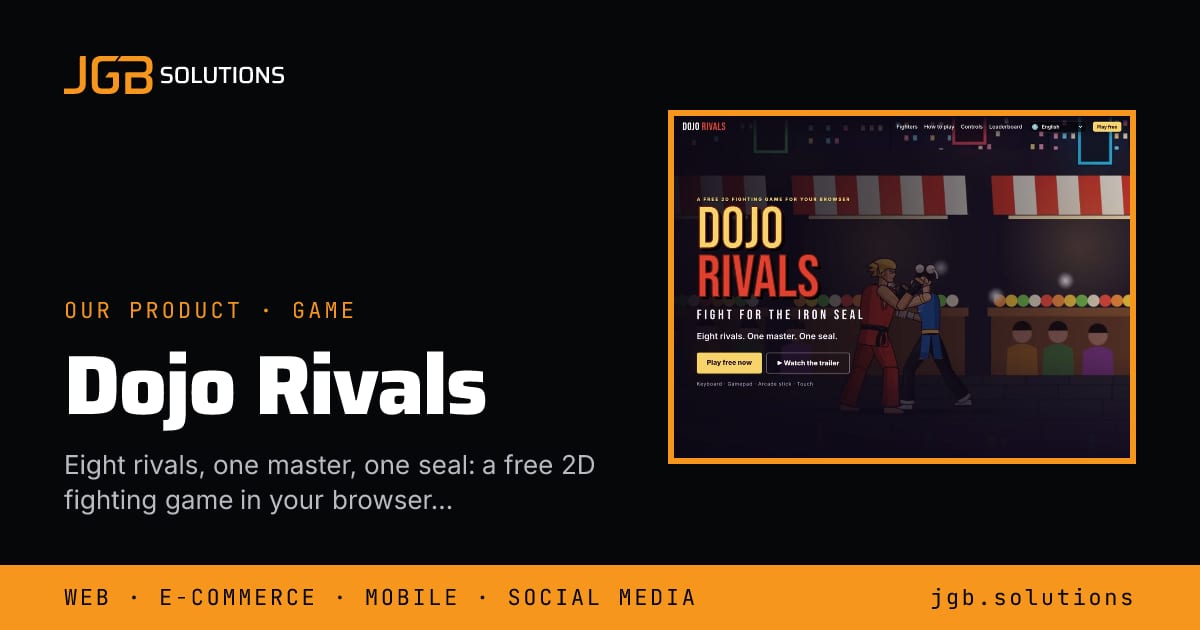 JGB SOLUTIONS
OUR PRODUCT · GAME
Dojo Rivals
Eight rivals, one master, one seal: a free 2D
fighting game in your browser...
DOJO RIVALS
Fighters How to play Controls Leaderboard English Play free
A FREE 2D FIGHTING GAME FOR YOUR BROWSER
DOJO
RIVALS
FIGHT FOR THE IRON SEAL
Eight rivals. One master. One seal.
Play free now ▶ Watch the trailer
Keyboard · Gamepad · Arcade stick · Touch
WEB · E-COMMERCE · MOBILE · SOCIAL MEDIA
jgb.solutions